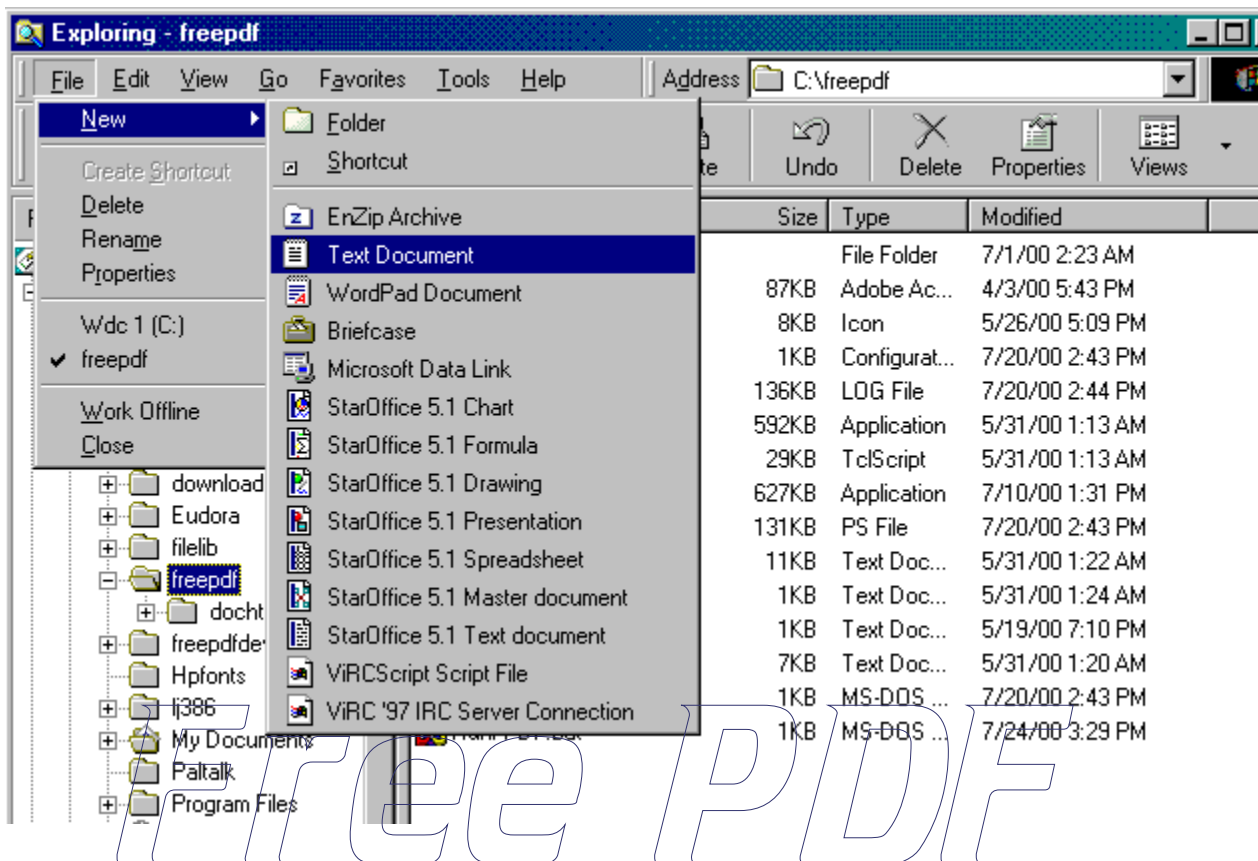 Exploring - freepdf
File Edit View Go Favorites Tools Help Address C:\freepdf
Undo Delete Properties Views
New
Create Shortcut
Delete
Rename
Properties
Wdc 1 (C:)
freepdf
Work Offline
Close
Folder
Shortcut
EnZip Archive
Text Document
WordPad Document
Briefcase
Microsoft Data Link
StarOffice 5.1 Chart
StarOffice 5.1 Formula
StarOffice 5.1 Drawing
StarOffice 5.1 Presentation
StarOffice 5.1 Spreadsheet
StarOffice 5.1 Master document
StarOffice 5.1 Text document
ViRCScript Script File
ViRC '97 IRC Server Connection
download
Eudora
filelib
freepdf
docht
freepdfde
Hpfonts
lj386
My Documents
Paltalk
Program Files
Size Type Modified
File Folder 7/1/00 2:23 AM
87KB Adobe Ac... 4/3/00 5:43 PM
8KB Icon 5/26/00 5:09 PM
1KB Configurat... 7/20/00 2:43 PM
136KB LOG File 7/20/00 2:44 PM
592KB Application 5/31/00 1:13 AM
29KB TclScript 5/31/00 1:13 AM
627KB Application 7/10/00 1:31 PM
131KB PS File 7/20/00 2:43 PM
11KB Text Doc... 5/31/00 1:22 AM
1KB Text Doc... 5/31/00 1:24 AM
1KB Text Doc... 5/19/00 7:10 PM
7KB Text Doc... 5/31/00 1:20 AM
1KB MS-DOS ... 7/20/00 2:43 PM
1KB MS-DOS ... 7/24/00 3:29 PM
Free PDF